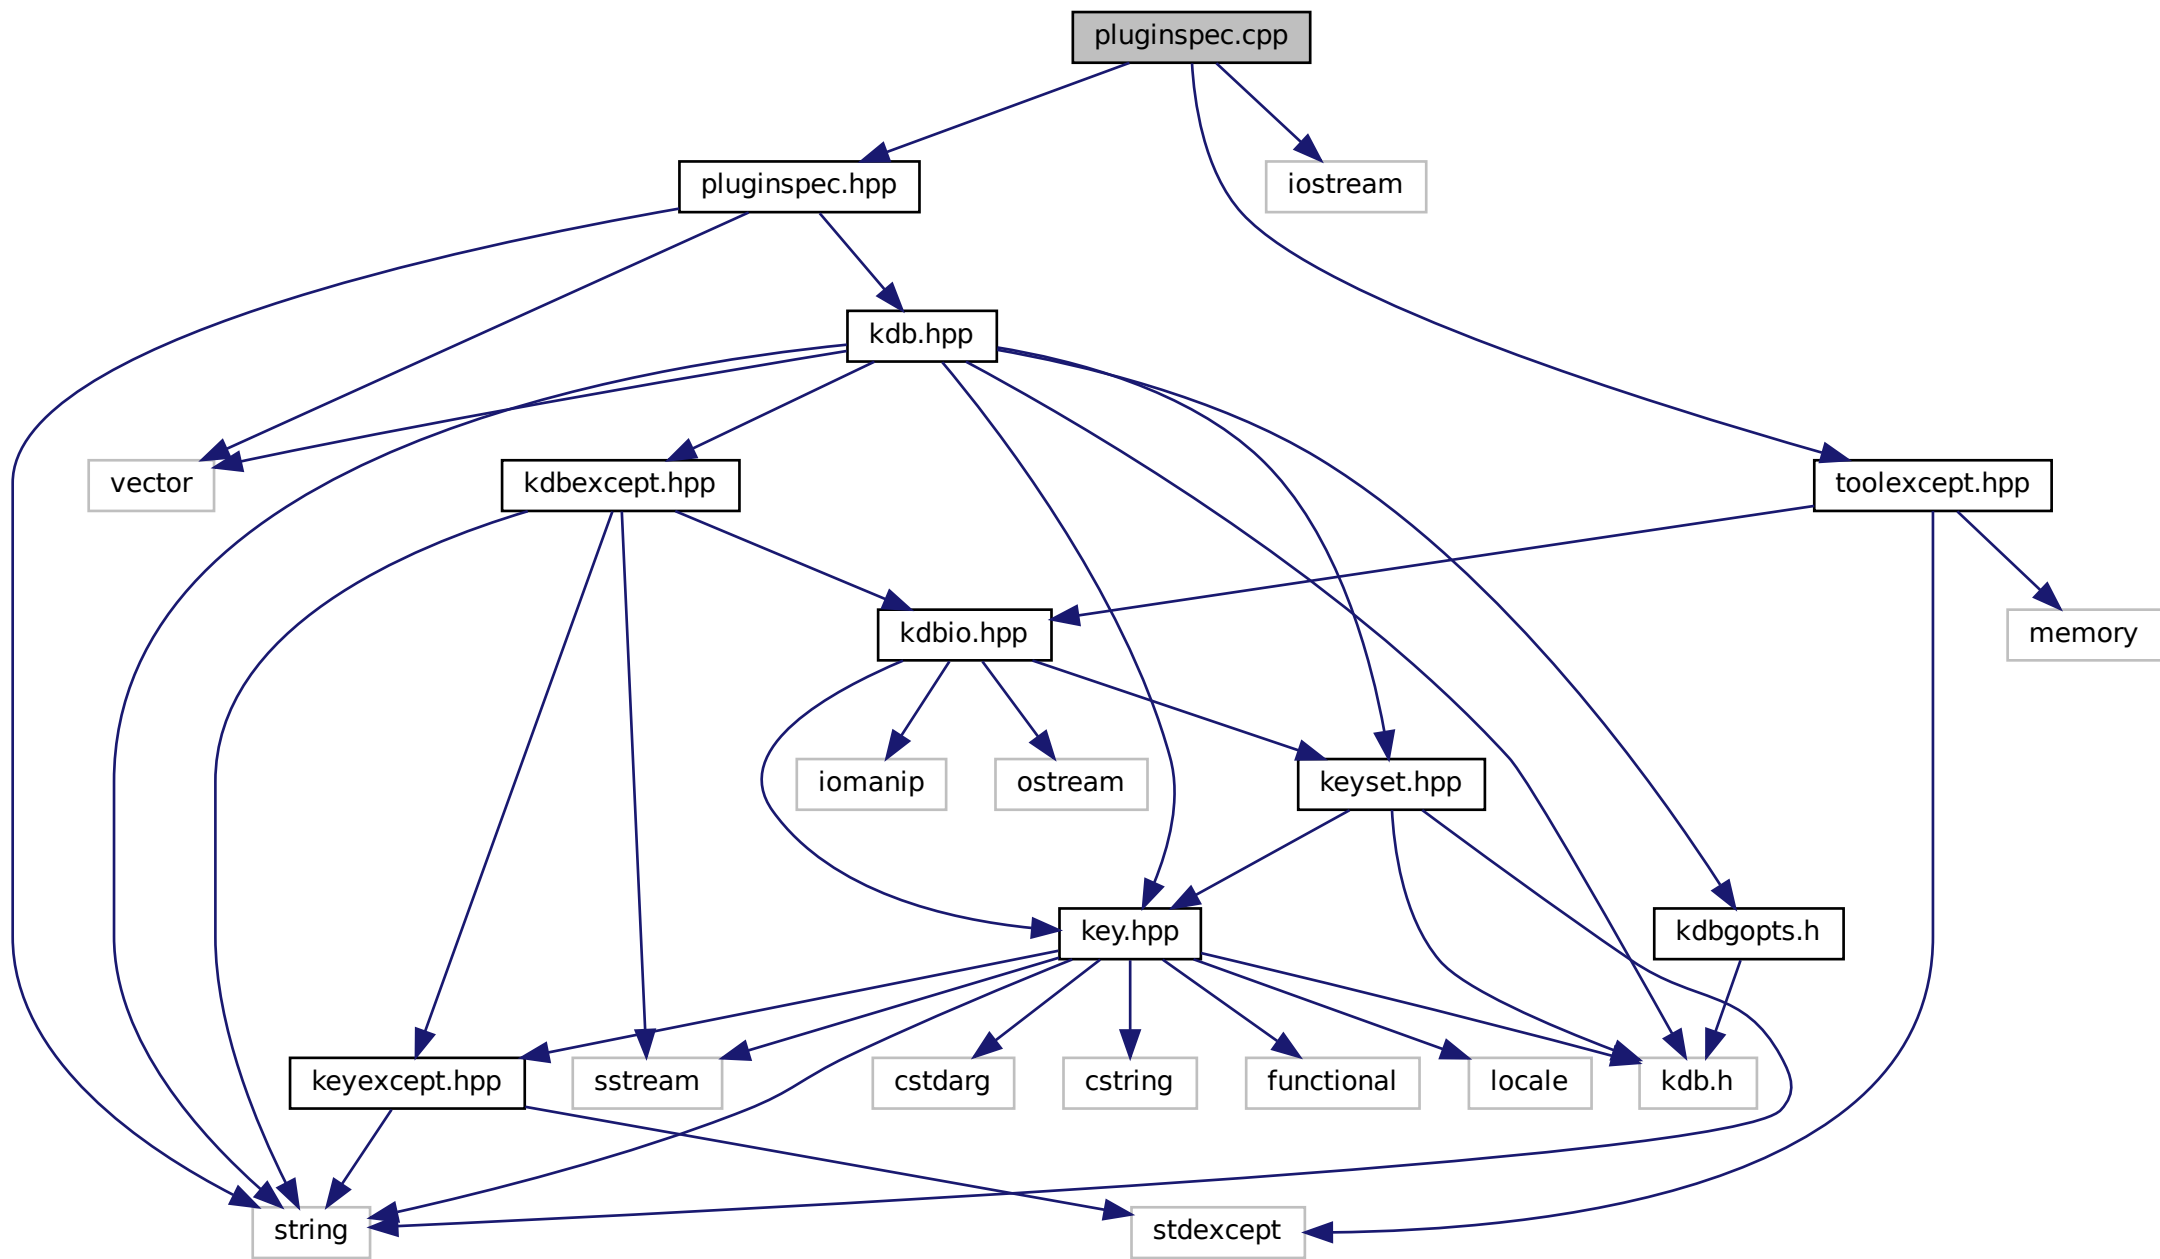 pluginspec.cpp
pluginspec.hpp
iostream
kdb.hpp
vector
kdbexcept.hpp
toolexcept.hpp
kdbio.hpp
memory
iomanip
ostream
keyset.hpp
key.hpp
kdbgopts.h
keyexcept.hpp
sstream
cstdarg
cstring
functional
locale
kdb.h
string
stdexcept